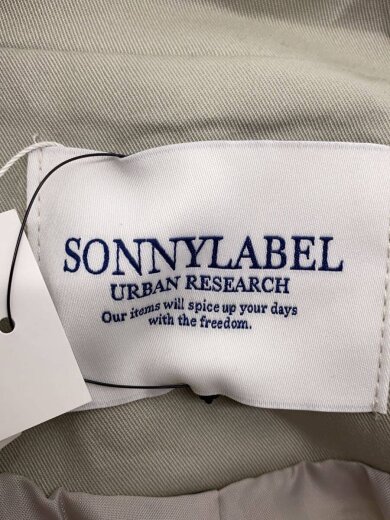 SONNYLABEL
URBAN RESEARCH
Our items will spice up your days
with the freedom.